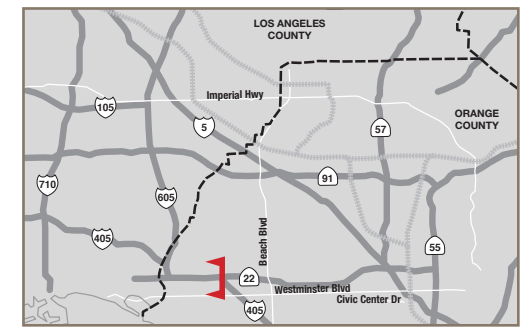 LOS ANGELES
COUNTY
Imperial Hwy
105
5
57
ORANGE
COUNTY
91
710
605
Beach Blvd
405
55
22
Westminster Blvd
Civic Center Dr
405